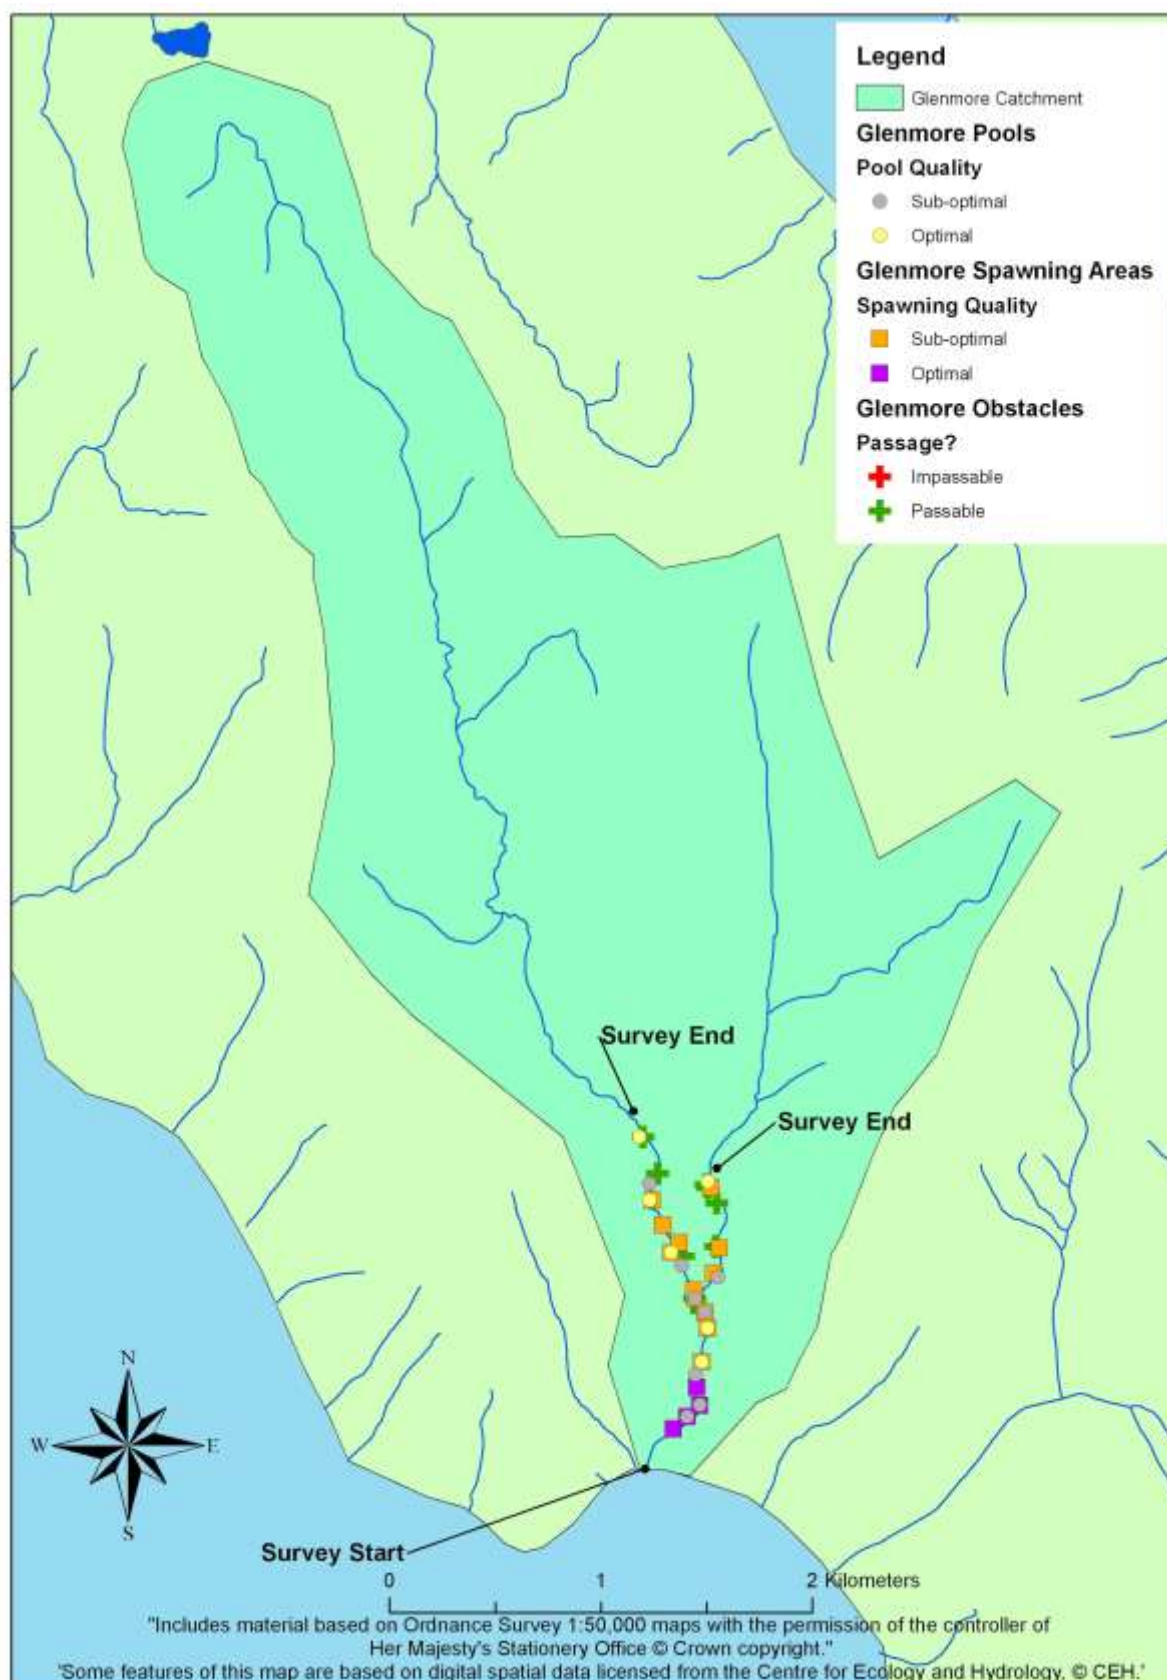 Legend
Glenmore Catchment
Glenmore Pools
Pool Quality
Sub-optimal
Optimal
Glenmore Spawning Areas
Spawning Quality
Sub-optimal
Optimal
Glenmore Obstacles
Passage?
Impassable
Passable
Survey End
Survey End
N
W E
S
Survey Start
0 1 2 Kilometers
"Includes material based on Ordnance Survey 1:50,000 maps with the permission of the controller of
Her Majesty's Stationery Office © Crown copyright."
'Some features of this map are based on digital spatial data licensed from the Centre for Ecology and Hydrology, © CEH.'